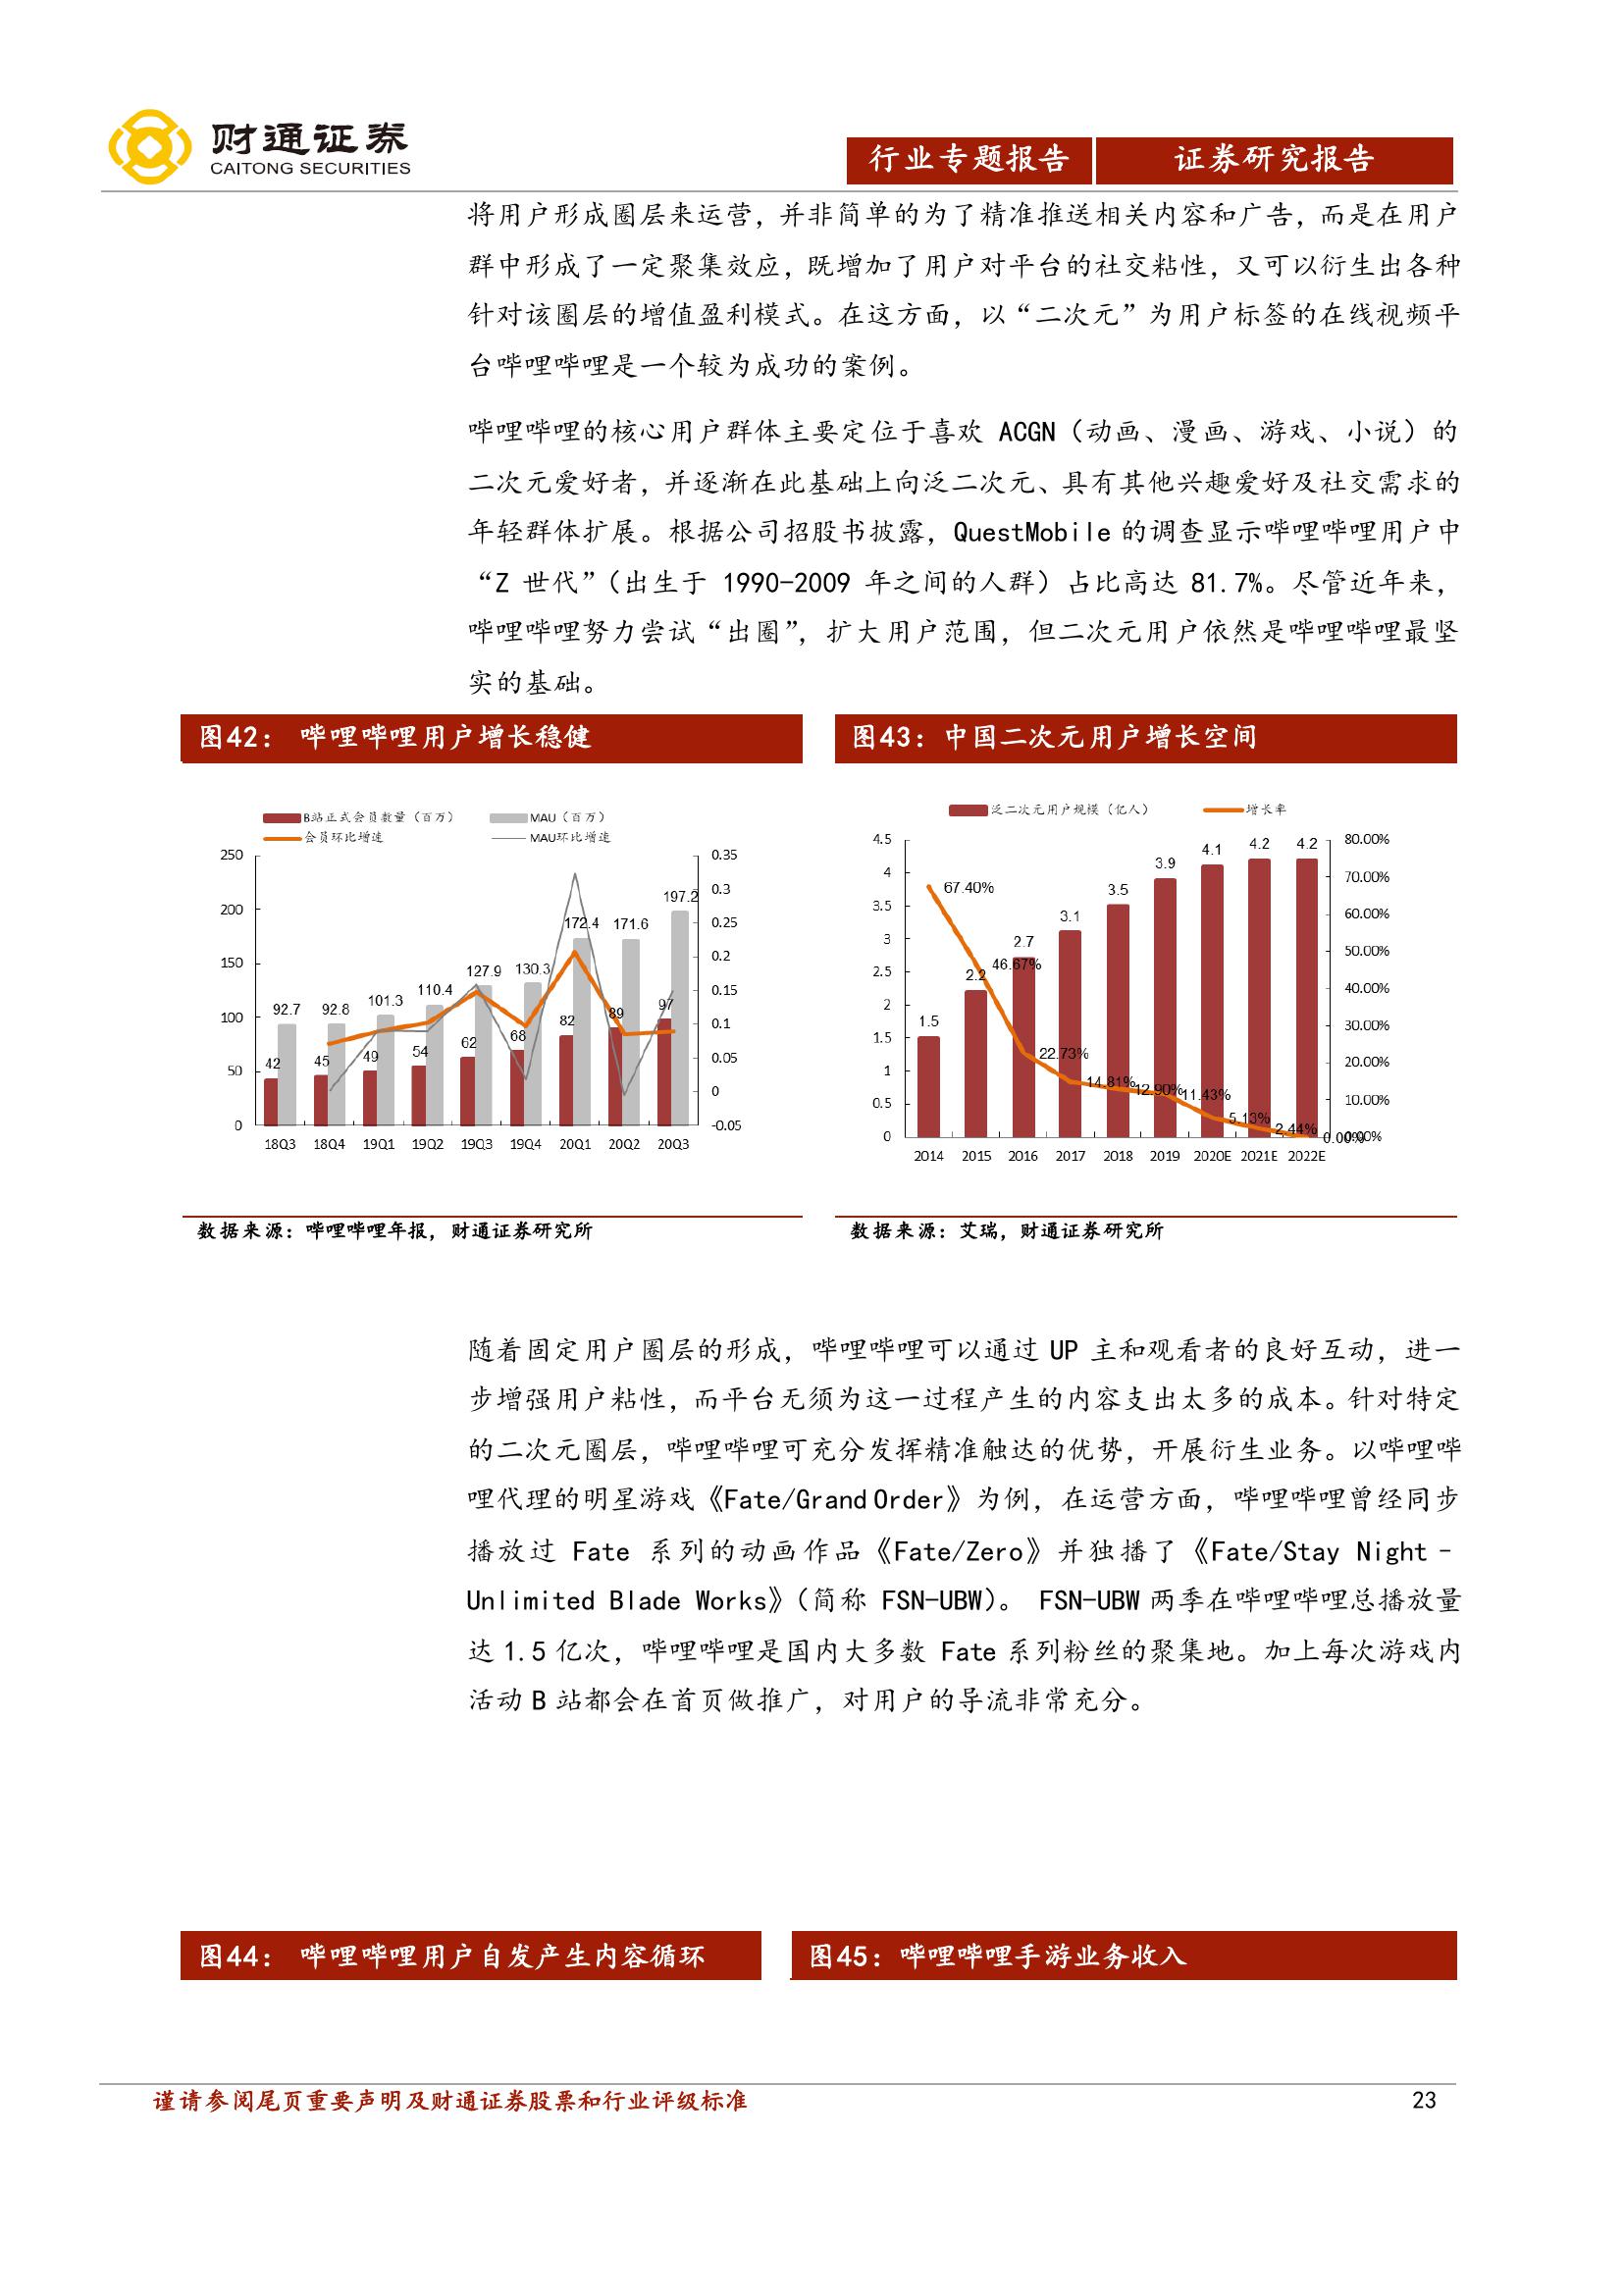 财通证券
CAITONG SECURITIES
行业专题报告 证券研究报告
将用户形成圈层来运营，并非简单的为了精准推送相关内容和广告，而是在用户
群中形成了一定聚集效应，既增加了用户对平台的社交粘性，又可以衍生出各种
针对该圈层的增值盈利模式。在这方面，以“二次元”为用户标签的在线视频平
台哔哩哔哩是一个较为成功的案例。
哔哩哔哩的核心用户群体主要定位于喜欢 ACGN（动画、漫画、游戏、小说）的
二次元爱好者，并逐渐在此基础上向泛二次元、具有其他兴趣爱好及社交需求的
年轻群体扩展。根据公司招股书披露，QuestMobile 的调查显示哔哩哔哩用户中
“Z 世代”（出生于 1990-2009 年之间的人群）占比高达 81.7%。尽管近年来，
哔哩哔哩努力尝试“出圈”，扩大用户范围，但二次元用户依然是哔哩哔哩最坚
实的基础。
图42： 哔哩哔哩用户增长稳健
B站正式会员数量（百万） MAU（百万）
会员环比增速 MAU环比增速
250 0.35
0.3
200 0.25
0.2
150 0.15
100 0.1
0.05
50 0
0 -0.05
92.7 92.8 101.3 110.4 127.9 130.3 172.4 171.6 197.2
42 45 49 54 62 68 82 89 97
18Q3 18Q4 19Q1 19Q2 19Q3 19Q4 20Q1 20Q2 20Q3
数据来源：哔哩哔哩年报，财通证券研究所
图43：中国二次元用户增长空间
泛二次元用户规模（亿人） 增长率
4.5 80.00%
4 70.00%
3.5 60.00%
3 50.00%
2.5 40.00%
2 30.00%
1.5 20.00%
1 10.00%
0.5
0 0.00%
1.5 2.2 2.7 3.1 3.5 3.9 4.1 4.2 4.2
67.40% 46.67% 22.73% 14.81% 12.90% 11.43% 5.13% 2.44% 0.00%
2014 2015 2016 2017 2018 2019 2020E 2021E 2022E
数据来源：艾瑞，财通证券研究所
随着固定用户圈层的形成，哔哩哔哩可以通过 UP 主和观看者的良好互动，进一
步增强用户粘性，而平台无须为这一过程产生的内容支出太多的成本。针对特定
的二次元圈层，哔哩哔哩可充分发挥精准触达的优势，开展衍生业务。以哔哩哔
哩代理的明星游戏《Fate/Grand Order》为例，在运营方面，哔哩哔哩曾经同步
播放过 Fate 系列的动画作品《Fate/Zero》并独播了《Fate/Stay Night –
Unlimited Blade Works》（简称 FSN-UBW）。 FSN-UBW 两季在哔哩哔哩总播放量
达 1.5 亿次，哔哩哔哩是国内大多数 Fate 系列粉丝的聚集地。加上每次游戏内
活动 B 站都会在首页做推广，对用户的导流非常充分。
图44： 哔哩哔哩用户自发产生内容循环
图45：哔哩哔哩手游业务收入
谨请参阅尾页重要声明及财通证券股票和行业评级标准 23